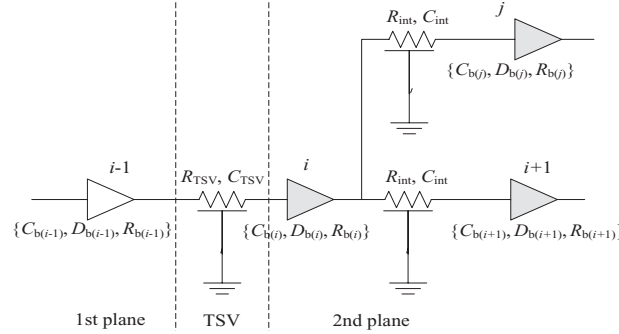 j
R_int, C_int
{C_b(j), D_b(j), R_b(j)}
i-1
R_TSV, C_TSV
i
R_int, C_int
i+1
{C_b(i-1), D_b(i-1), R_b(i-1)}
{C_b(i), D_b(i), R_b(i)}
{C_b(i+1), D_b(i+1), R_b(i+1)}
1st plane
TSV
2nd plane